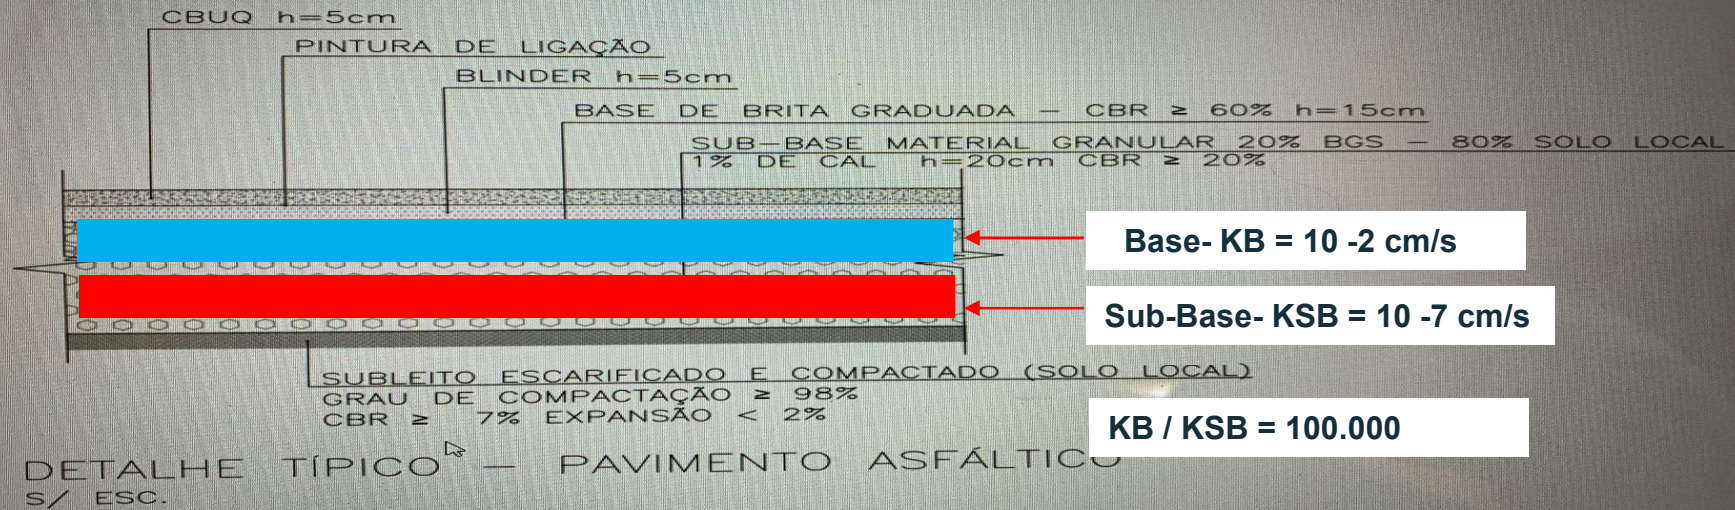 CBUQ h=5cm
PINTURA DE LIGAÇÃO
BLINDER h=5cm
BASE DE BRITA GRADUADA — CBR ≥ 60% h=15cm
SUB-BASE MATERIAL GRANULAR 20% BGS — 80% SOLO LOCAL
1% DE CAL h=20cm CBR ≥ 20%
Base- KB = 10 -2 cm/s
Sub-Base- KSB = 10 -7 cm/s
SUBLEITO ESCARIFICADO E COMPACTADO (SOLO LOCAL)
GRAU DE COMPACTAÇÃO ≥ 98%
CBR ≥ 7% EXPANSÃO < 2%
KB / KSB = 100.000
DETALHE TÍPICO — PAVIMENTO ASFÁLTICO
S/ ESC.